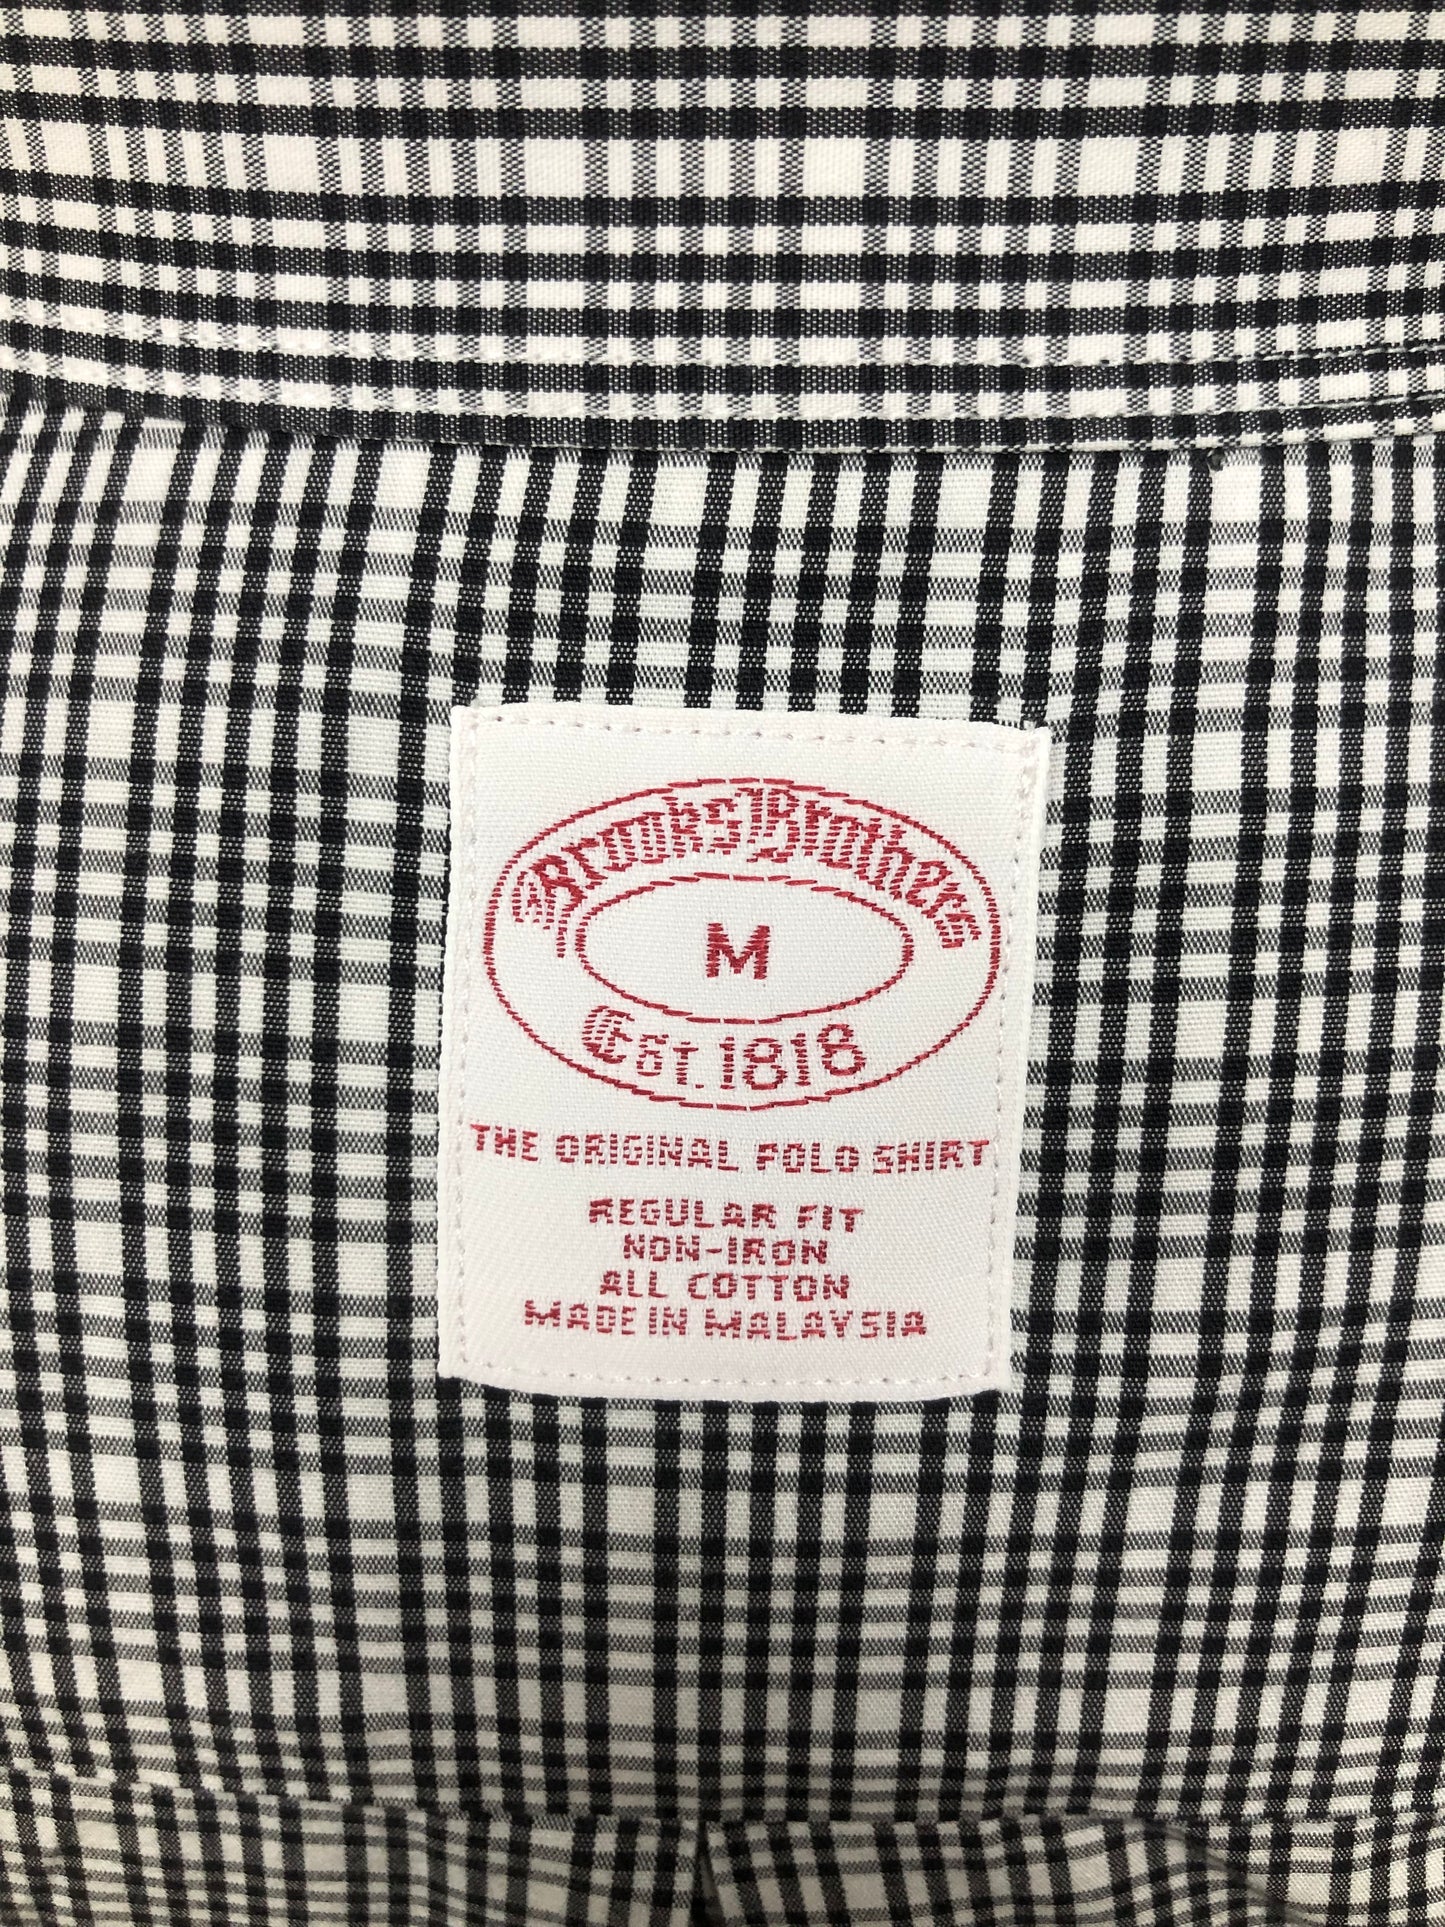 Brooks Brothers
M
Est. 1818
THE ORIGINAL POLO SHIRT
REGULAR FIT
NON-IRON
ALL COTTON
MADE IN MALAYSIA